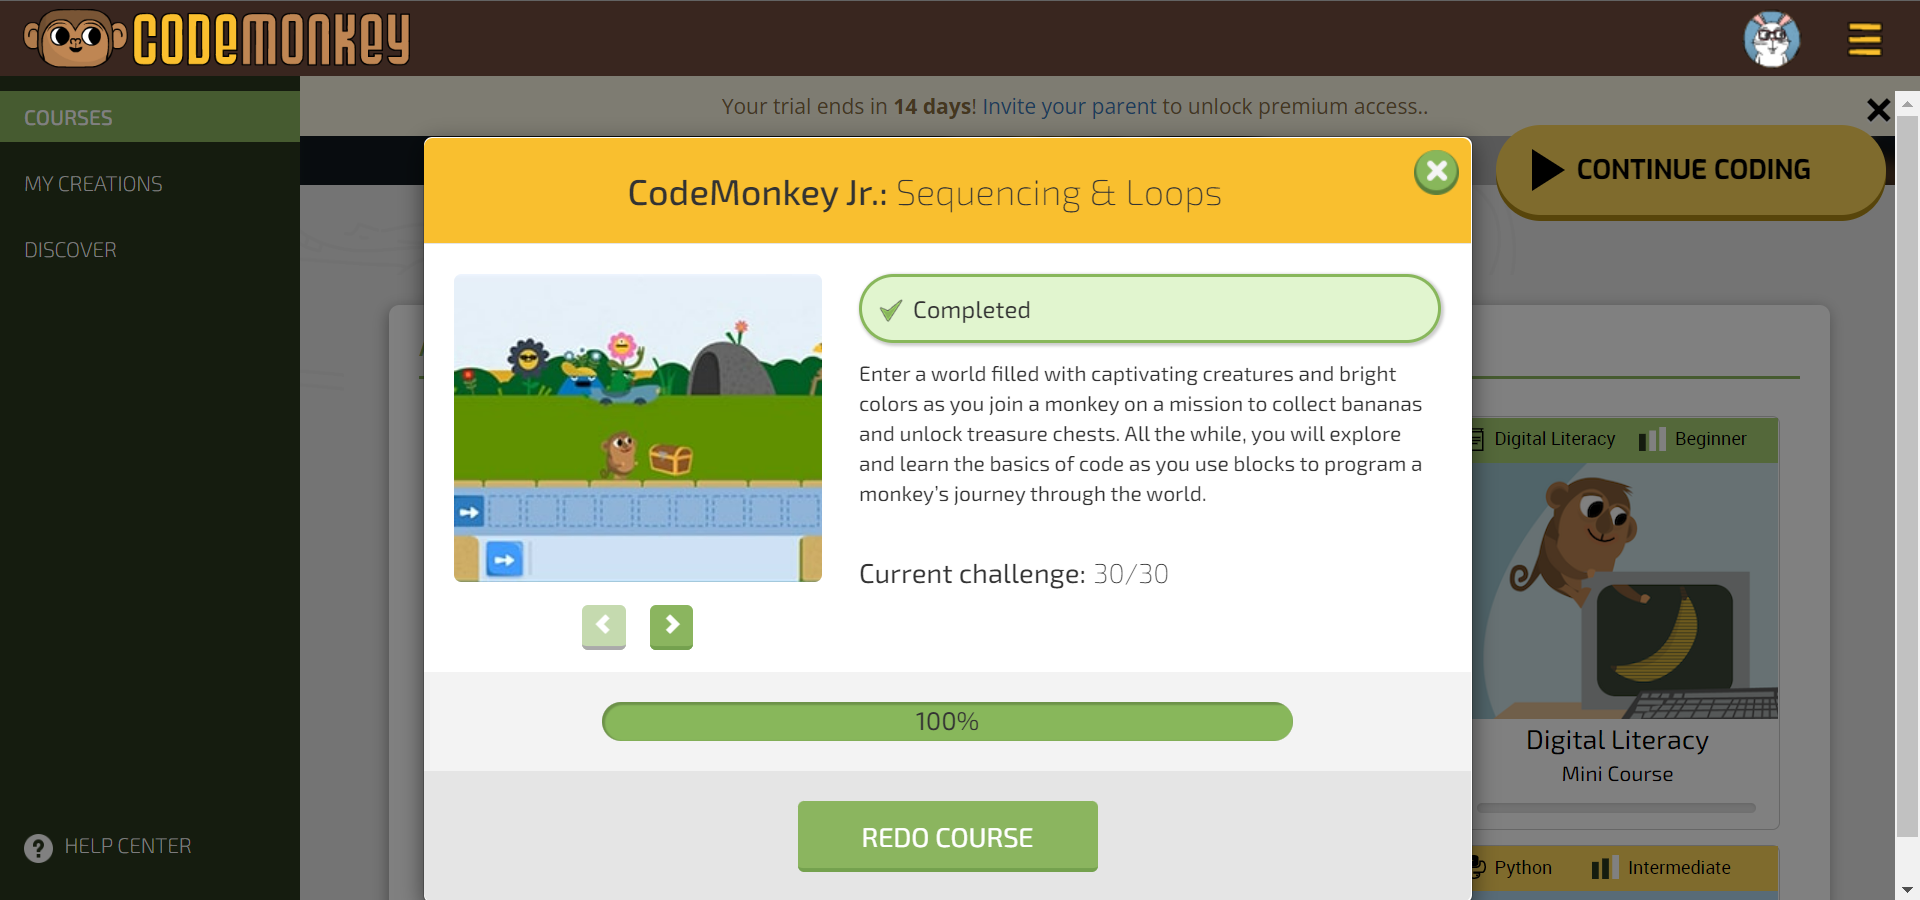 CODEMONKEY
COURSES
MY CREATIONS
DISCOVER
HELP CENTER
Your trial ends in 14 days! Invite your parent to unlock premium access..
CONTINUE CODING
CodeMonkey Jr.: Sequencing & Loops
Completed
Enter a world filled with captivating creatures and bright
colors as you join a monkey on a mission to collect bananas
and unlock treasure chests. All the while, you will explore
and learn the basics of code as you use blocks to program a
monkey’s journey through the world.
Current challenge: 30/30
100%
REDO COURSE
Digital Literacy Beginner
Digital Literacy
Mini Course
Python Intermediate